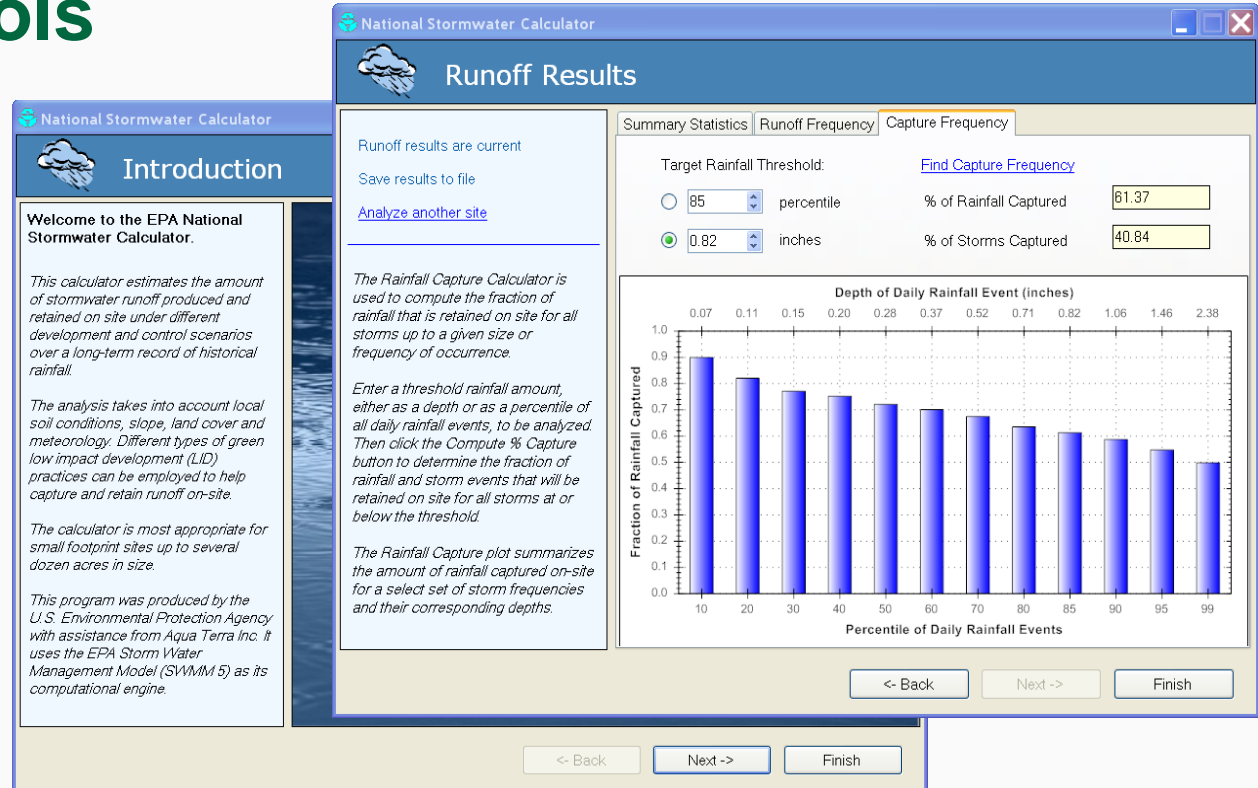 ols
National Stormwater Calculator
Introduction
Welcome to the EPA National
Stormwater Calculator.
This calculator estimates the amount
of stormwater runoff produced and
retained on site under different
development and control scenarios
over a long-term record of historical
rainfall.
The analysis takes into account local
soil conditions, slope, land cover and
meteorology. Different types of green
low impact development (LID)
practices can be employed to help
capture and retain runoff on-site.
The calculator is most appropriate for
small footprint sites up to several
dozen acres in size.
This program was produced by the
U.S. Environmental Protection Agency
with assistance from Aqua Terra Inc. It
uses the EPA Storm Water
Management Model (SWMM 5) as its
computational engine.
<- Back Next -> Finish
National Stormwater Calculator
Runoff Results
Runoff results are current
Save results to file
Analyze another site
The Rainfall Capture Calculator is
used to compute the fraction of
rainfall that is retained on site for all
storms up to a given size or
frequency of occurrence.
Enter a threshold rainfall amount,
either as a depth or as a percentile of
all daily rainfall events, to be analyzed.
Then click the Compute % Capture
button to determine the fraction of
rainfall and storm events that will be
retained on site for all storms at or
below the threshold.
The Rainfall Capture plot summarizes
the amount of rainfall captured on-site
for a select set of storm frequencies
and their corresponding depths.
Summary Statistics Runoff Frequency Capture Frequency
Target Rainfall Threshold: Find Capture Frequency
85 percentile % of Rainfall Captured 61.37
0.82 inches % of Storms Captured 40.84
Depth of Daily Rainfall Event (inches)
0.07 0.11 0.15 0.20 0.28 0.37 0.52 0.71 0.82 1.06 1.46 2.38
Fraction of Rainfall Captured
1.0
0.9
0.8
0.7
0.6
0.5
0.4
0.3
0.2
0.1
0.0
10 20 30 40 50 60 70 80 85 90 95 99
Percentile of Daily Rainfall Events
<- Back Next -> Finish